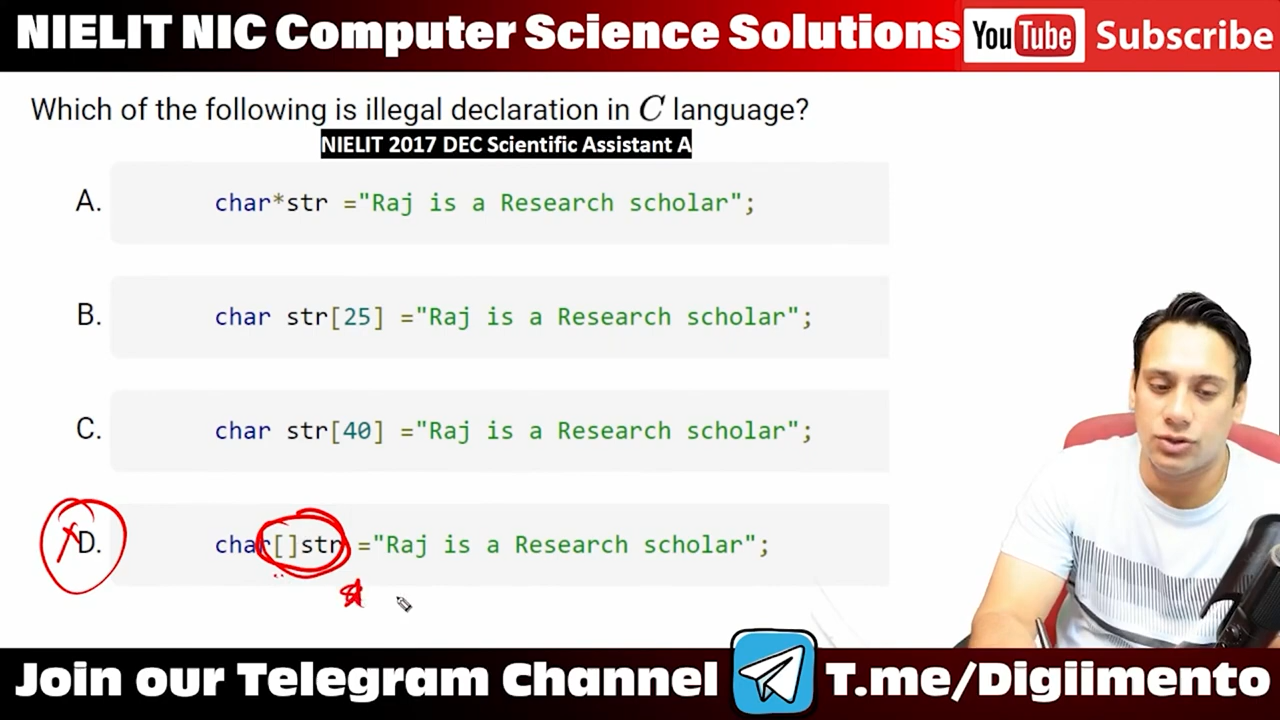 NIELIT NIC Computer Science Solutions YouTube Subscribe
Which of the following is illegal declaration in C language?
NIELIT 2017 DEC Scientific Assistant A
A. char*str ="Raj is a Research scholar";
B. char str[25] ="Raj is a Research scholar";
C. char str[40] ="Raj is a Research scholar";
D. char[]str ="Raj is a Research scholar";
Join our Telegram Channel T.me/Digiimento